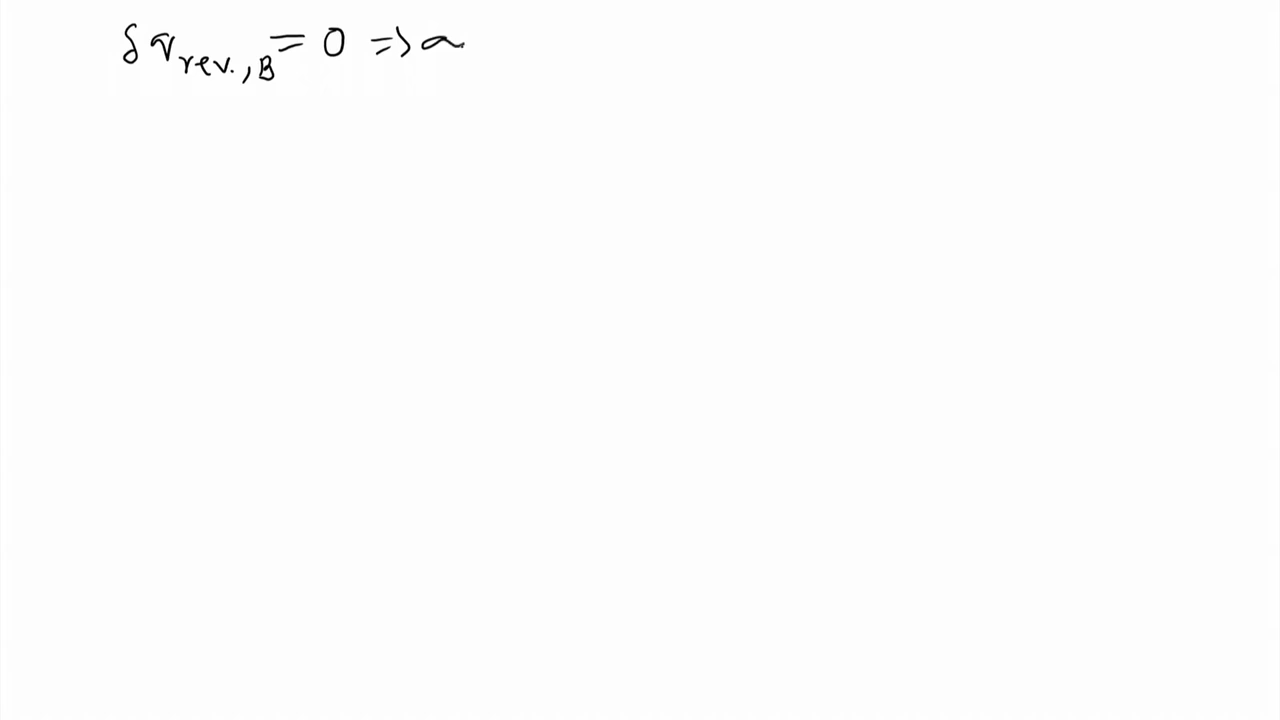 δq_rev.,B = 0 => a